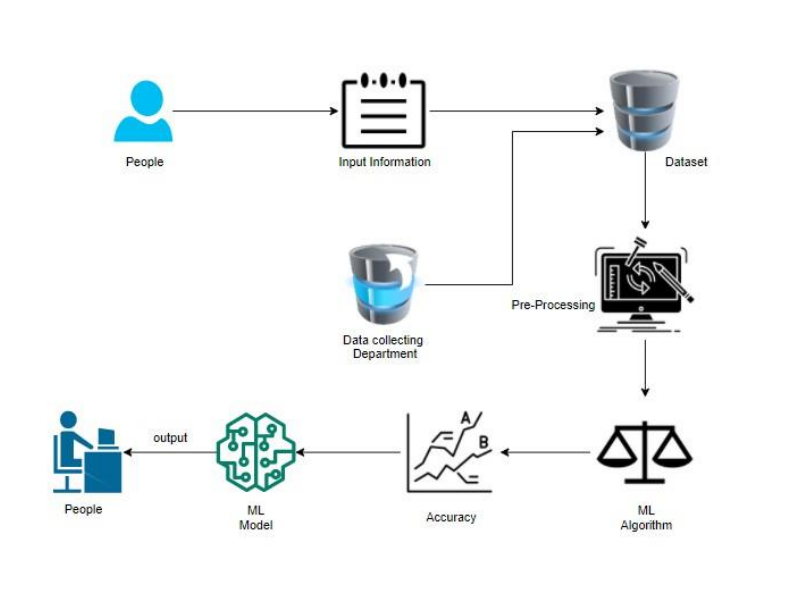 People
Input Information
Dataset
Data collecting
Department
Pre-Processing
output
People
ML
Model
A
B
Accuracy
ML
Algorithm